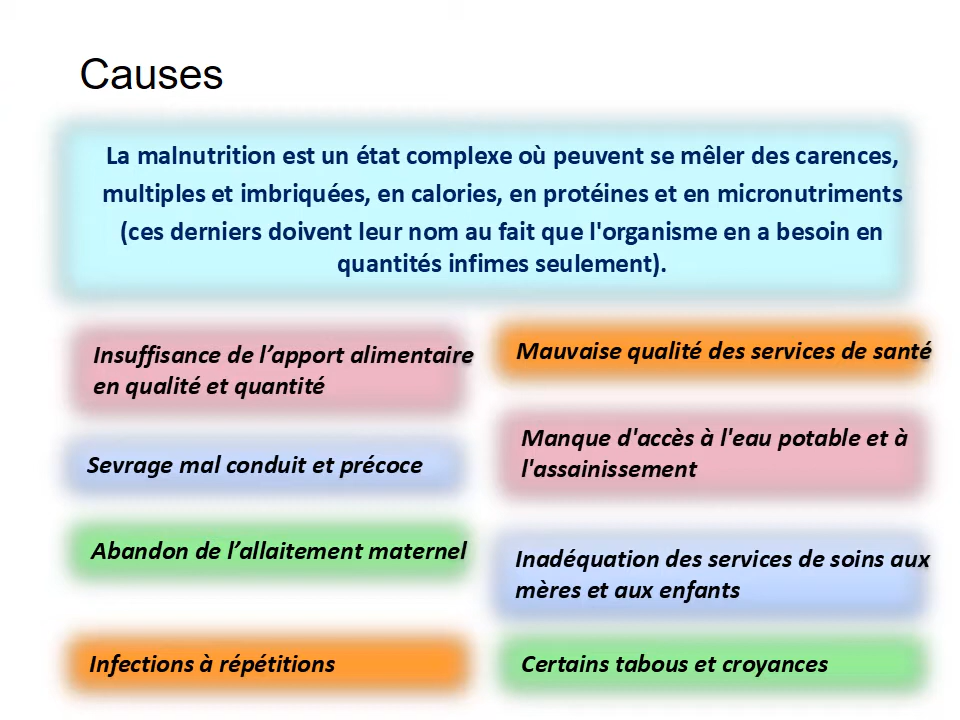 Causes
La malnutrition est un état complexe où peuvent se mêler des carences,
multiples et imbriquées, en calories, en protéines et en micronutriments
(ces derniers doivent leur nom au fait que l'organisme en a besoin en
quantités infimes seulement).
Insuffisance de l’apport alimentaire
en qualité et quantité
Sevrage mal conduit et précoce
Abandon de l’allaitement maternel
Infections à répétitions
Mauvaise qualité des services de santé
Manque d'accès à l'eau potable et à
l'assainissement
Inadéquation des services de soins aux
mères et aux enfants
Certains tabous et croyances